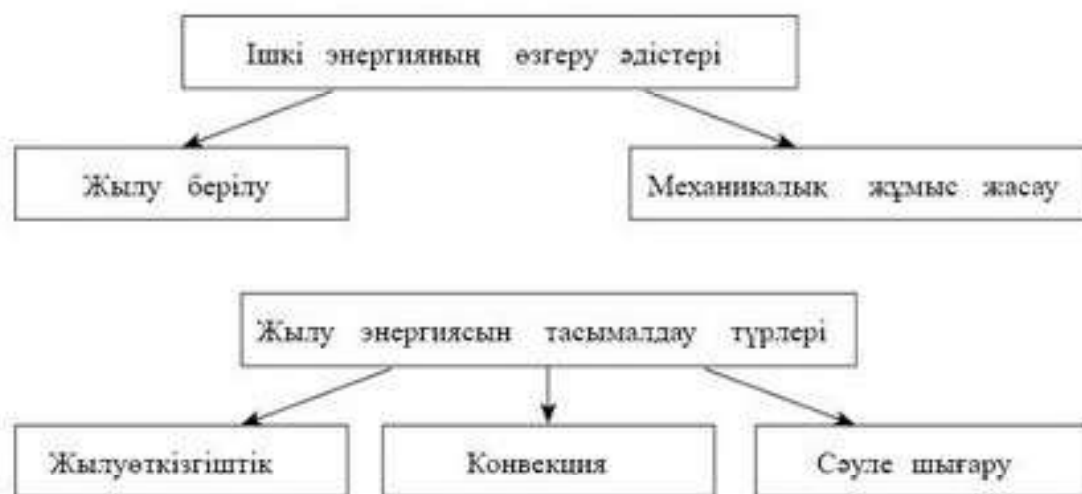 Ішкі энергияның өзгеру әдістері
Жылу берілу
Механикалық жұмыс жасау
Жылу энергиясын тасымалдау түрлері
Жылуөткізгіштік
Конвекция
Сәуле шығару